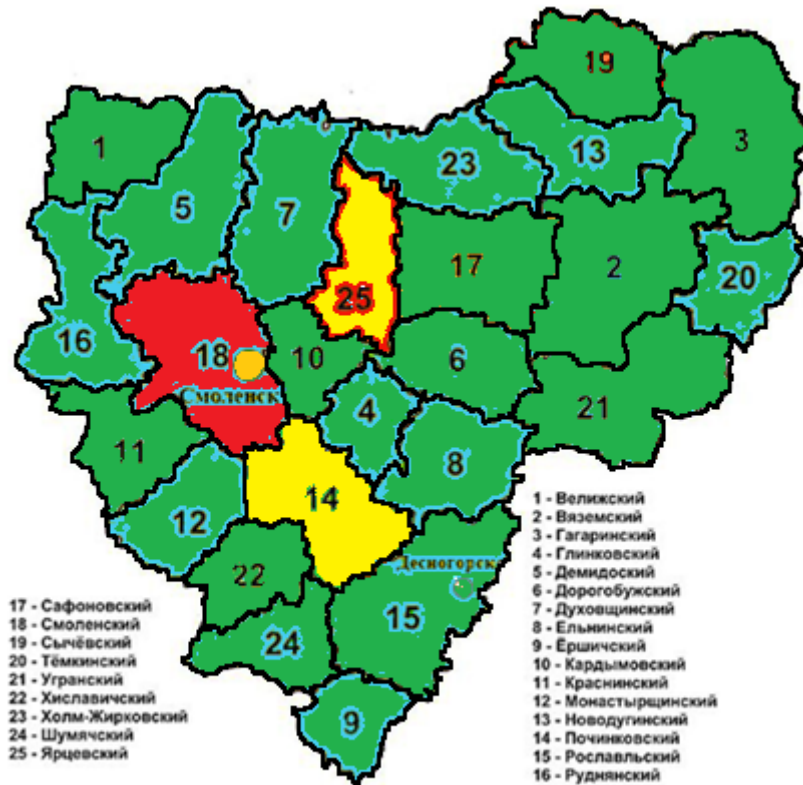 19
1
3
23
13
5
7
17
2
20
25
16
18
10
6
Смоленск
4
21
11
8
14
12
Десногорск
22
15
24
9
1 - Велижский
2 - Вяземский
3 - Гагаринский
4 - Глинковский
5 - Демидоский
6 - Дорогобужский
7 - Духовщинский
8 - Ельнинский
9 - Ёршичский
10 - Кардымовский
11 - Краснинский
12 - Монастырщинский
13 - Новодугинский
14 - Починковский
15 - Рославльский
16 - Руднянский
17 - Сафоновский
18 - Смоленский
19 - Сычёвский
20 - Тёмкинский
21 - Угранский
22 - Хиславичский
23 - Холм-Жирковский
24 - Шумячский
25 - Ярцевский